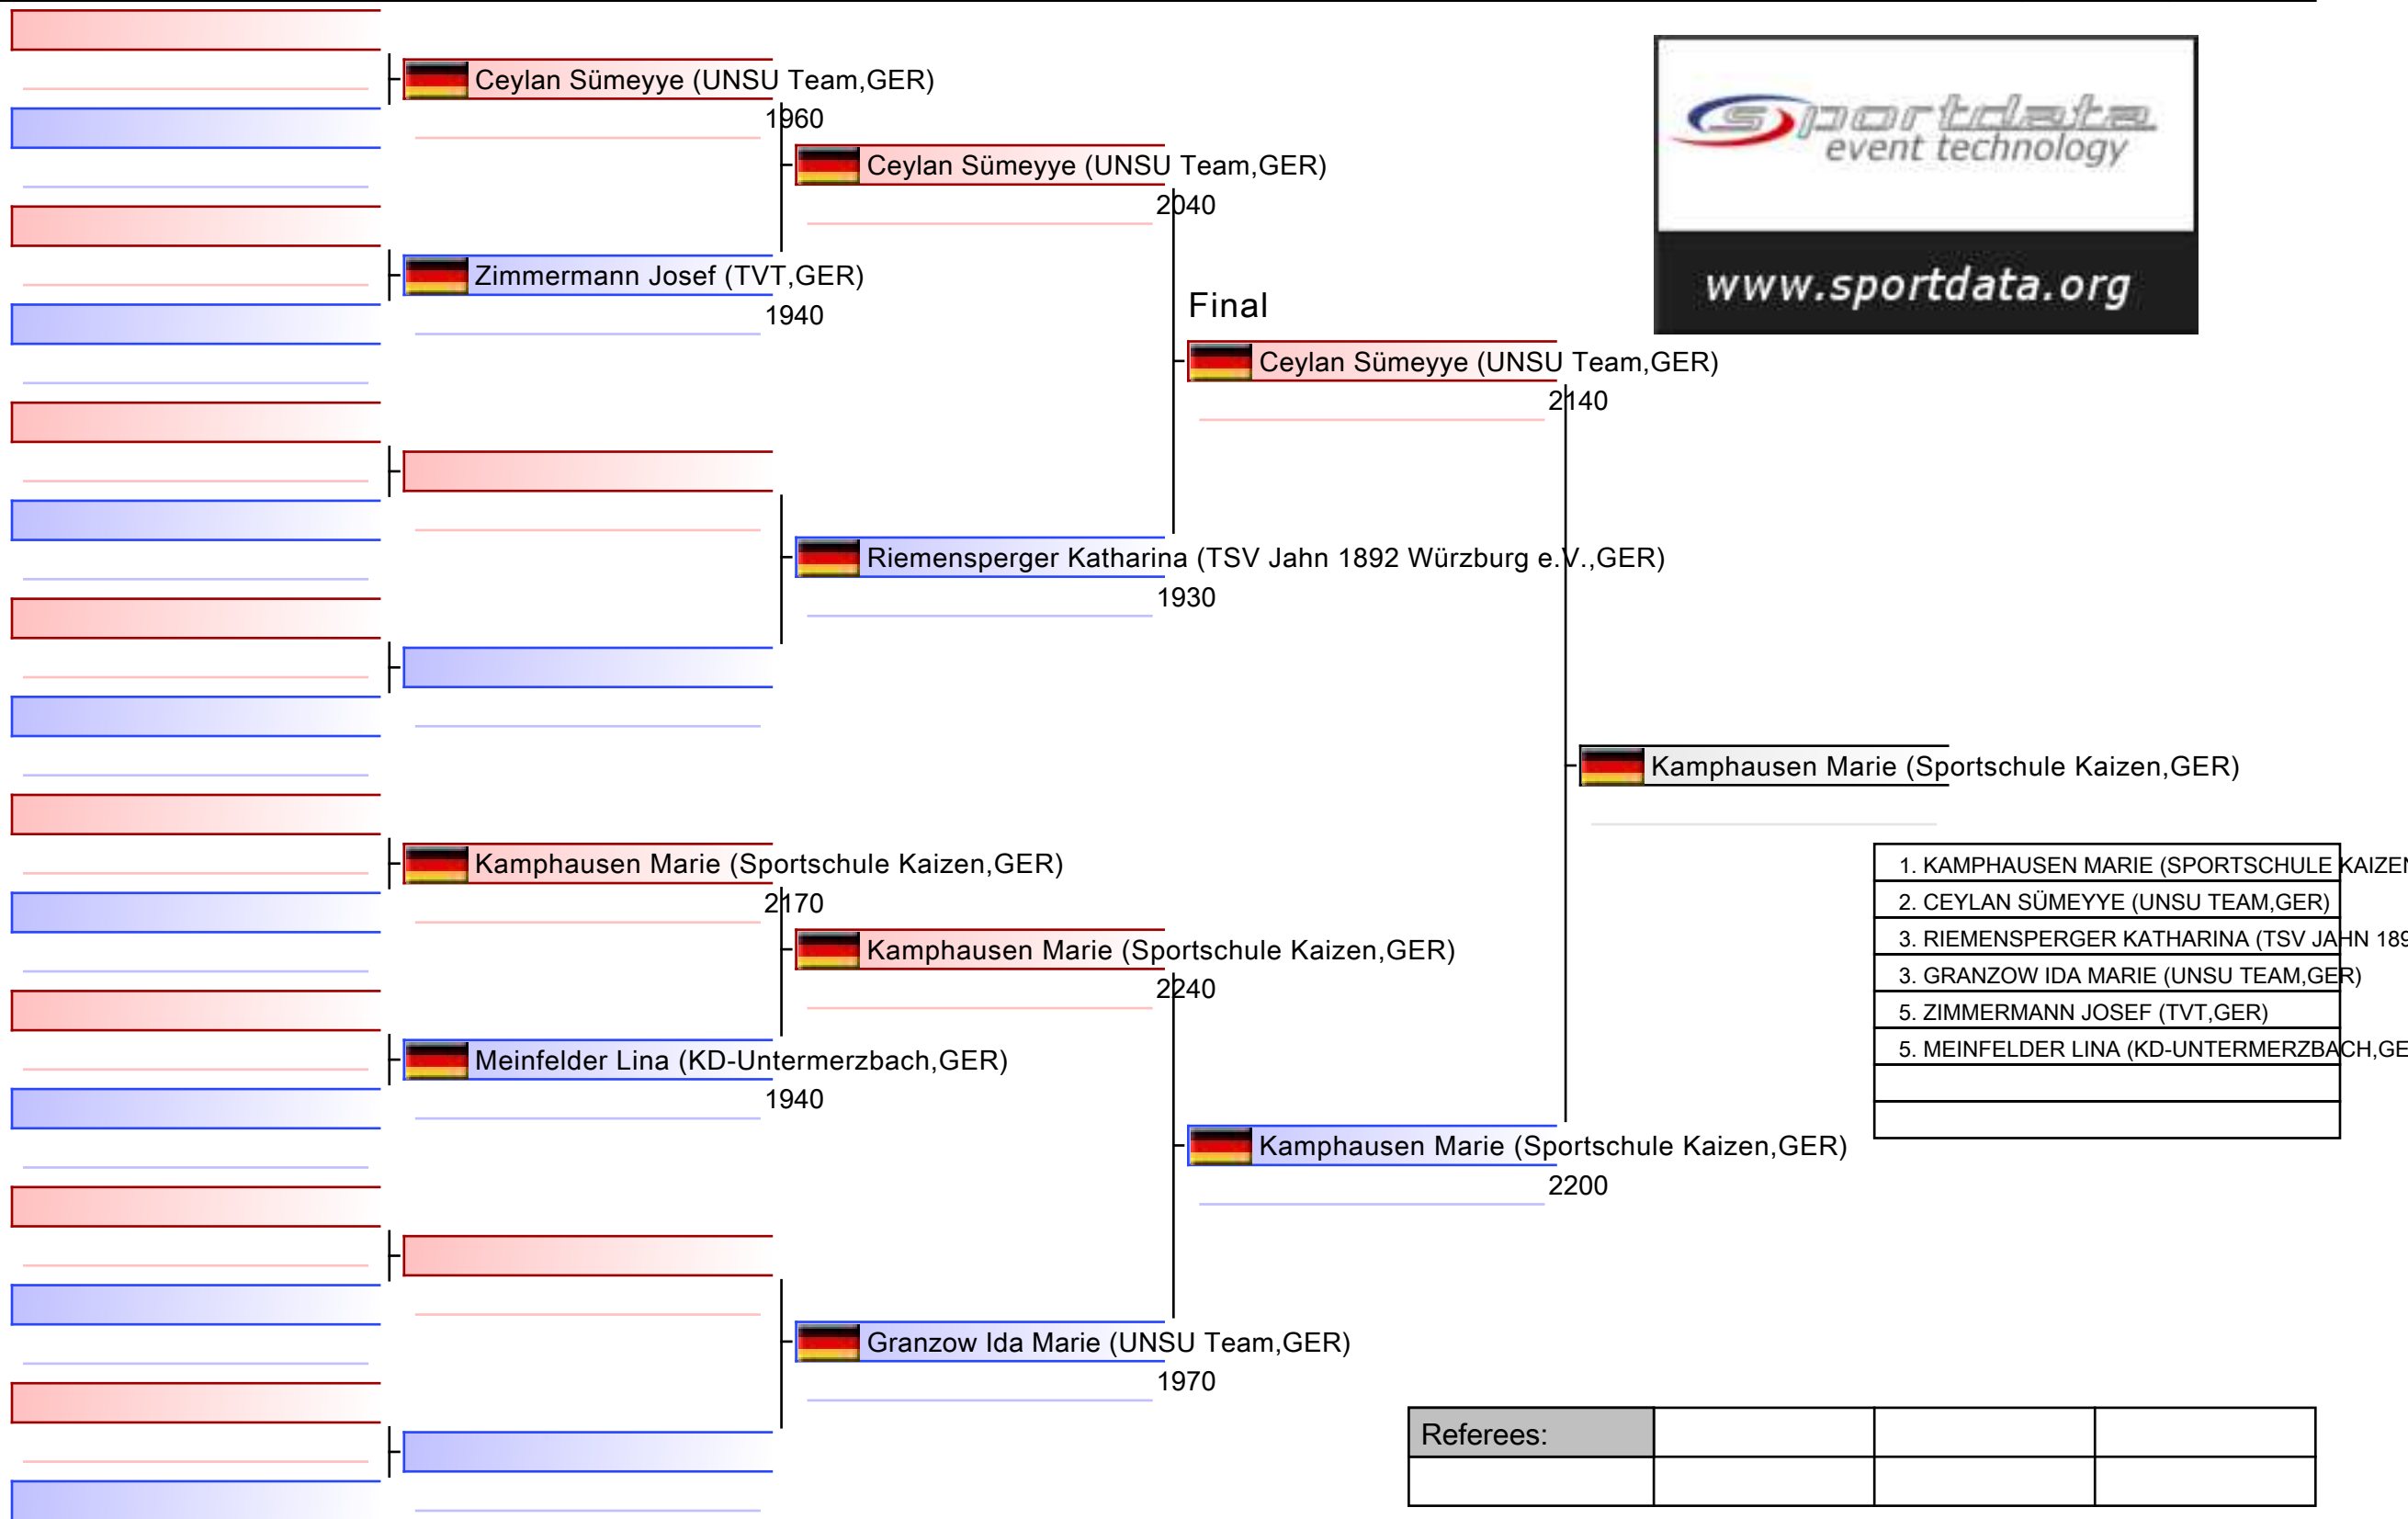 Ceylan Sümeyye (UNSU Team,GER)
1960
Ceylan Sümeyye (UNSU Team,GER)
2040
Zimmermann Josef (TVT,GER)
1940
Final
Ceylan Sümeyye (UNSU Team,GER)
2140
Riemensperger Katharina (TSV Jahn 1892 Würzburg e.V.,GER)
1930
Kamphausen Marie (Sportschule Kaizen,GER)
Kamphausen Marie (Sportschule Kaizen,GER)
2170
Kamphausen Marie (Sportschule Kaizen,GER)
2240
Meinfelder Lina (KD-Untermerzbach,GER)
1940
Kamphausen Marie (Sportschule Kaizen,GER)
2200
Granzow Ida Marie (UNSU Team,GER)
1970
sportdata
event technology
www.sportdata.org
1. KAMPHAUSEN MARIE (SPORTSCHULE KAIZEN
2. CEYLAN SÜMEYYE (UNSU TEAM,GER)
3. RIEMENSPERGER KATHARINA (TSV JAHN 189
3. GRANZOW IDA MARIE (UNSU TEAM,GER)
5. ZIMMERMANN JOSEF (TVT,GER)
5. MEINFELDER LINA (KD-UNTERMERZBACH,GE
Referees: